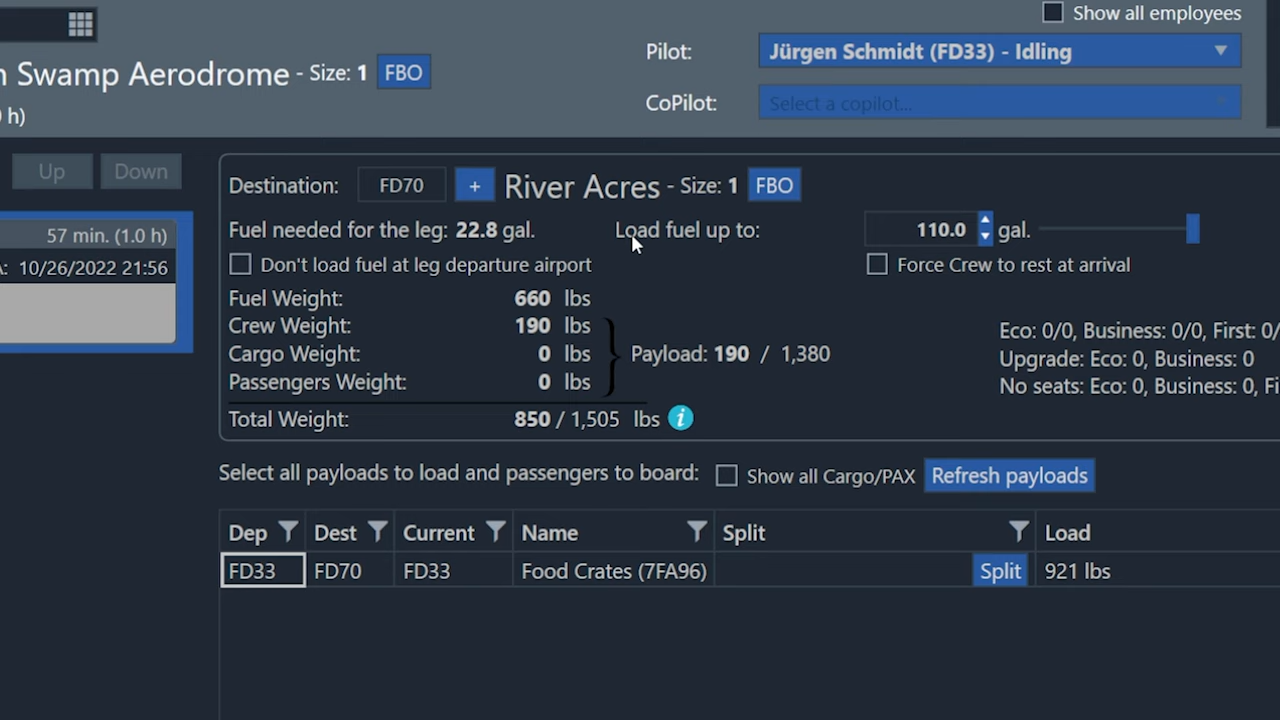 Show all employees
Pilot: Jürgen Schmidt (FD33) - Idling
n Swamp Aerodrome - Size: 1 FBO
CoPilot: Select a copilot...
h)
Up Down
Destination: FD70 + River Acres - Size: 1 FBO
57 min. (1.0 h)
Fuel needed for the leg: 22.8 gal. Load fuel up to: 110.0 gal.
: 10/26/2022 21:56
Don't load fuel at leg departure airport Force Crew to rest at arrival
Fuel Weight: 660 lbs
Crew Weight: 190 lbs
Eco: 0/0, Business: 0/0, First: 0/
Cargo Weight: 0 lbs Payload: 190 / 1,380
Upgrade: Eco: 0, Business: 0
Passengers Weight: 0 lbs
No seats: Eco: 0, Business: 0, Fi
Total Weight: 850 / 1,505 lbs i
Select all payloads to load and passengers to board: Show all Cargo/PAX Refresh payloads
Dep Dest Current Name Split Load
FD33 FD70 FD33 Food Crates (7FA96) Split 921 lbs